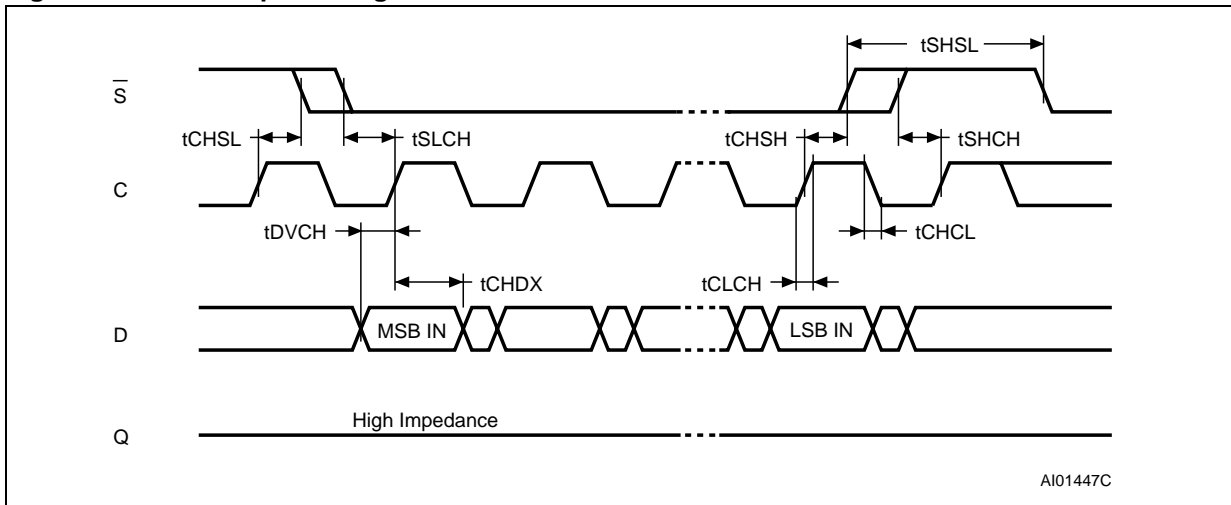 tSHSL
S
tCHSL
tSLCH
tCHSH
tSHCH
C
tDVCH
tCHCL
tCHDX
tCLCH
D
MSB IN
LSB IN
High Impedance
Q
AI01447C